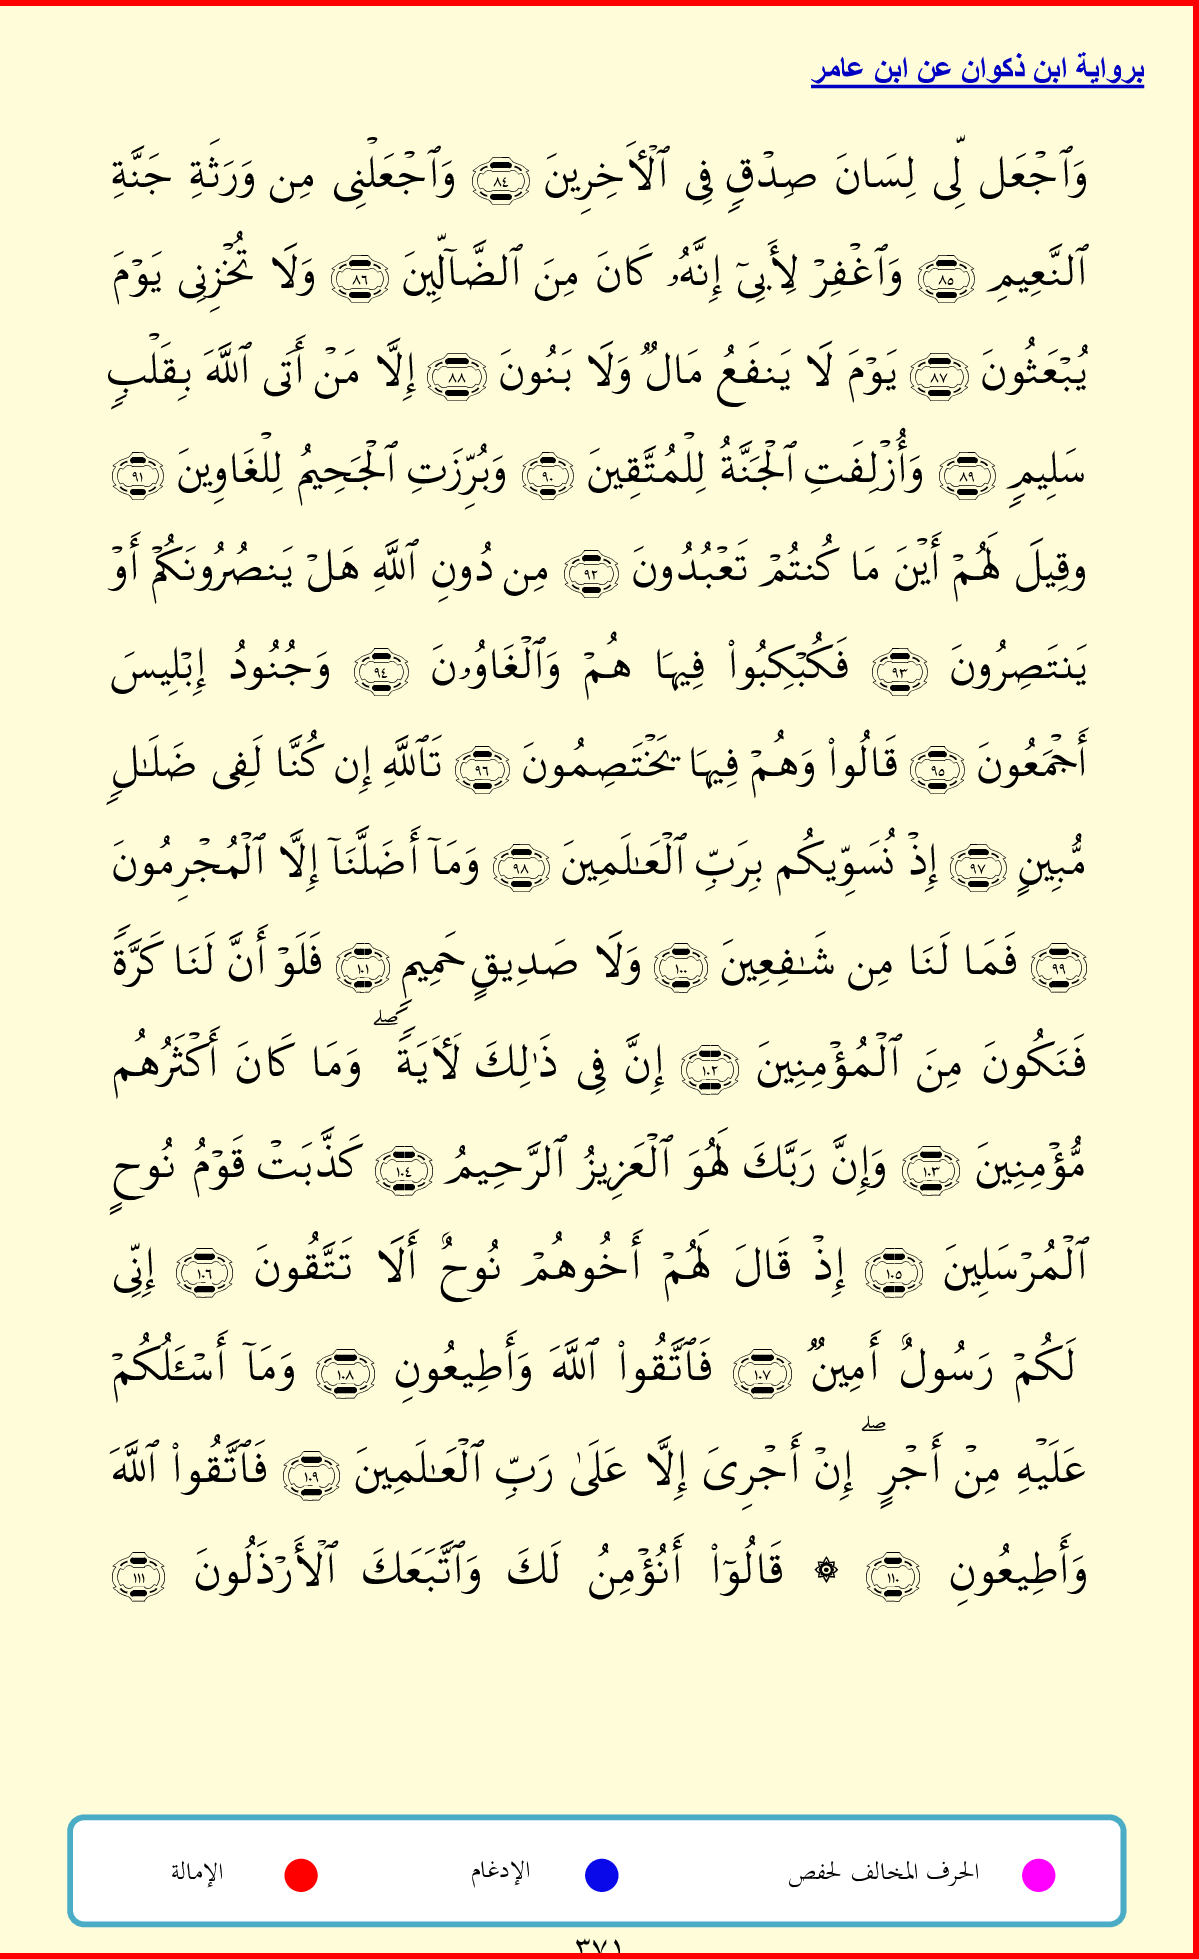 برواية ابن ذكوان عن ابن عامر
وَٱجۡعَل لِّى لِسَانَ صِدۡقٍ فِى ٱلۡأَخِرِينَ ٨٤ وَٱجۡعَلۡنِى مِن وَرَثَةِ جَنَّةِ
ٱلنَّعِيمِ ٨٥ وَٱغۡفِرۡ لِأَبِىٓ إِنَّهُۥ كَانَ مِنَ ٱلضَّآلِّينَ ٨٦ وَلَا تُخۡزِنِى يَوۡمَ
يُبۡعَثُونَ ٨٧ يَوۡمَ لَا يَنفَعُ مَالٌ وَلَا بَنُونَ ٨٨ إِلَّا مَنۡ أَتَى ٱللَّهَ بِقَلۡبٍ
سَلِيمٍ ٨٩ وَأُزۡلِفَتِ ٱلۡجَنَّةُ لِلۡمُتَّقِينَ ٩٠ وَبُرِّزَتِ ٱلۡجَحِيمُ لِلۡغَاوِينَ ٩١
وقِيلَ لَهُمۡ أَيۡنَ مَا كُنتُمۡ تَعۡبُدُونَ ٩٢ مِن دُونِ ٱللَّهِ هَلۡ يَنصُرُونَكُمۡ أَوۡ
يَنتَصِرُونَ ٩٣ فَكُبۡكِبُوا۟ فِيهَا هُمۡ وَٱلۡغَاوُۥنَ ٩٤ وَجُنُودُ إِبۡلِيسَ
أَجۡمَعُونَ ٩٥ قَالُوا۟ وَهُمۡ فِيهَا يَخۡتَصِمُونَ ٩٦ تَٱللَّهِ إِن كُنَّا لَفِى ضَلَـٰلٍ
مُّبِينٍ ٩٧ إِذۡ نُسَوِّيكُم بِرَبِّ ٱلۡعَـٰلَمِينَ ٩٨ وَمَآ أَضَلَّنَآ إِلَّا ٱلۡمُجۡرِمُونَ
٩٩ فَمَا لَنَا مِن شَـٰفِعِينَ ١٠٠ وَلَا صَدِيقٍ حَمِيمٍ ١٠١ فَلَوۡ أَنَّ لَنَا كَرَّةً
فَنَكُونَ مِنَ ٱلۡمُؤۡمِنِينَ ١٠٢ إِنَّ فِى ذَٰلِكَ لَأَيَةًۖ وَمَا كَانَ أَكۡثَرُهُم
مُّؤۡمِنِينَ ١٠٣ وَإِنَّ رَبَّكَ لَهُوَ ٱلۡعَزِيزُ ٱلرَّحِيمُ ١٠٤ كَذَّبَتۡ قَوۡمُ نُوحٍ
ٱلۡمُرۡسَلِينَ ١٠٥ إِذۡ قَالَ لَهُمۡ أَخُوهُمۡ نُوحٌ أَلَا تَتَّقُونَ ١٠٦ إِنِّى
لَكُمۡ رَسُولٌ أَمِينٌ ١٠٧ فَٱتَّقُوا۟ ٱللَّهَ وَأَطِيعُونِ ١٠٨ وَمَآ أَسۡـَٔلُكُمۡ
عَلَيۡهِ مِنۡ أَجۡرٍۖ إِنۡ أَجۡرِىَ إِلَّا عَلَىٰ رَبِّ ٱلۡعَـٰلَمِينَ ١٠٩ فَٱتَّقُوا۟ ٱللَّهَ
وَأَطِيعُونِ ١١٠ ۞ قَالُوٓا۟ أَنُؤۡمِنُ لَكَ وَٱتَّبَعَكَ ٱلۡأَرۡذَلُونَ ١١١
الحرف المخالف لحفص الإدغام الإمالة
٣٧١